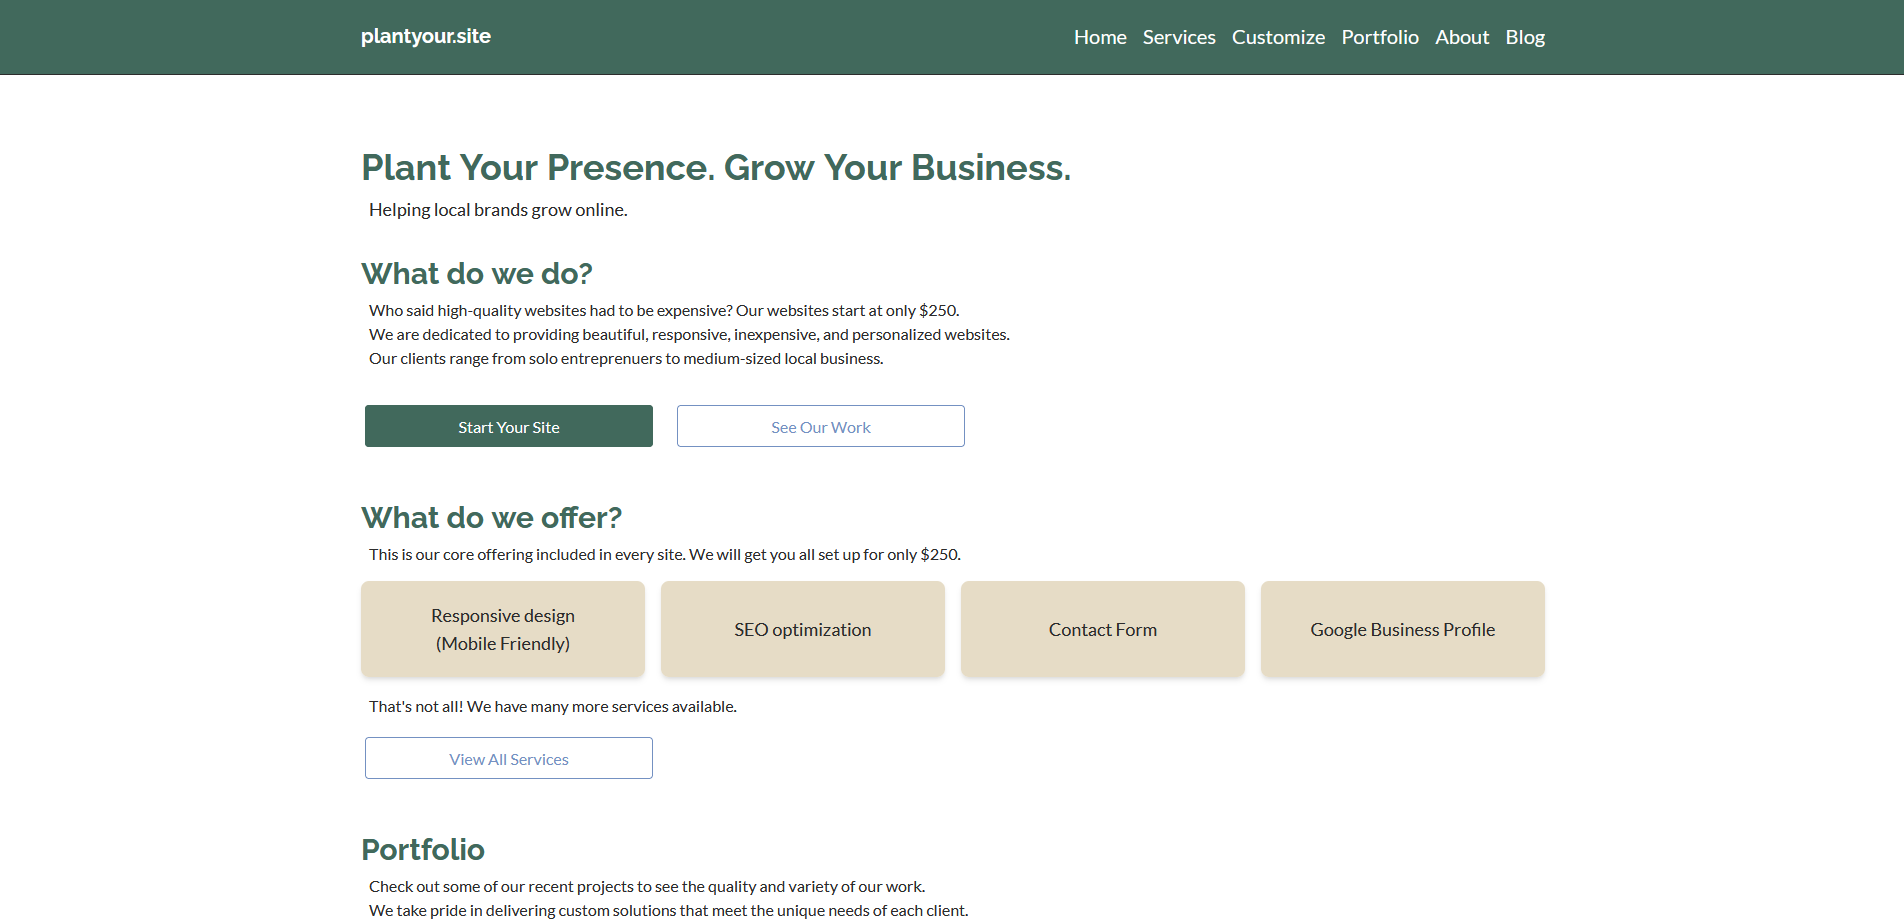 plantyour.site
Home Services Customize Portfolio About Blog
Plant Your Presence. Grow Your Business.
Helping local brands grow online.
What do we do?
Who said high-quality websites had to be expensive? Our websites start at only $250.
We are dedicated to providing beautiful, responsive, inexpensive, and personalized websites.
Our clients range from solo entreprenuers to medium-sized local business.
Start Your Site
See Our Work
What do we offer?
This is our core offering included in every site. We will get you all set up for only $250.
Responsive design
(Mobile Friendly)
SEO optimization
Contact Form
Google Business Profile
That's not all! We have many more services available.
View All Services
Portfolio
Check out some of our recent projects to see the quality and variety of our work.
We take pride in delivering custom solutions that meet the unique needs of each client.